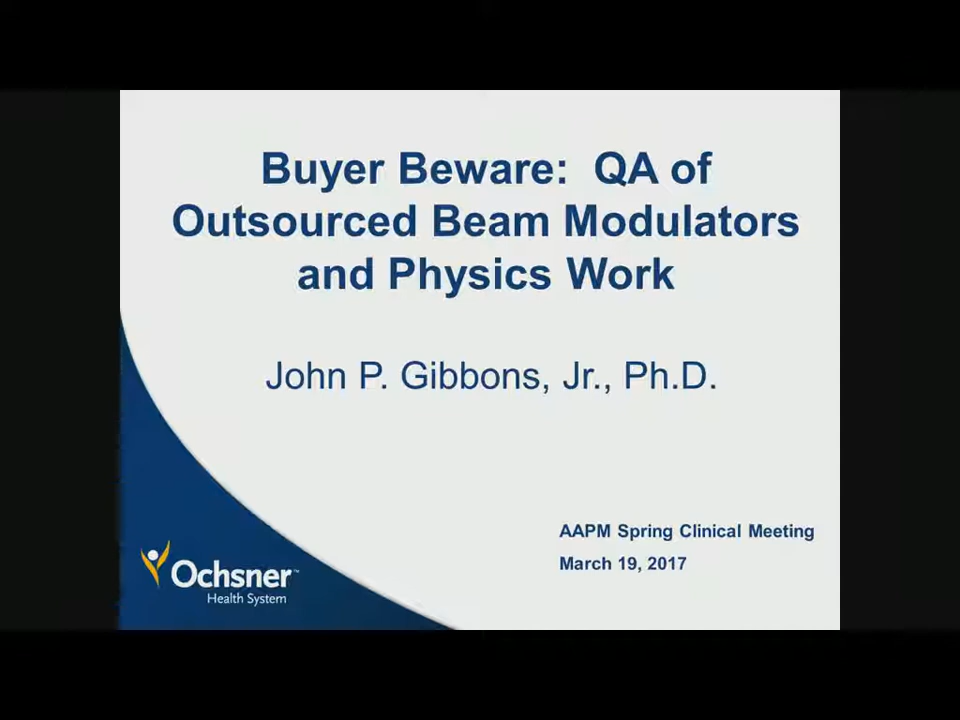 Buyer Beware:  QA of
Outsourced Beam Modulators
and Physics Work
John P. Gibbons, Jr., Ph.D.
AAPM Spring Clinical Meeting
March 19, 2017
Ochsner™
Health System